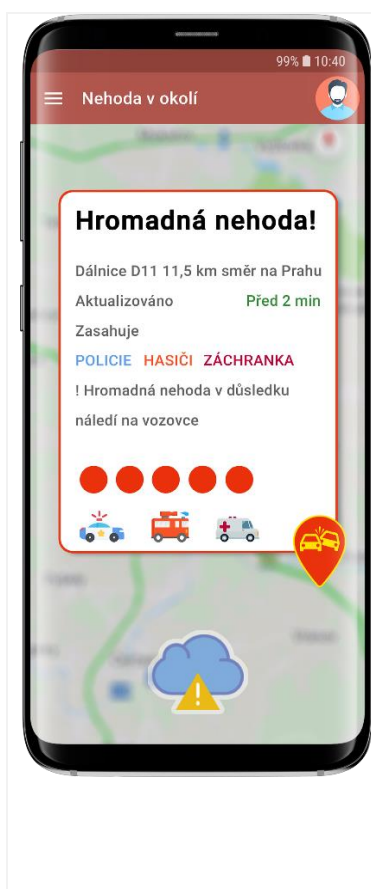 99% 10:40
Nehoda v okolí
Hromadná nehoda!
Dálnice D11 11,5 km směr na Prahu
Aktualizováno Před 2 min
Zasahuje
POLICIE HASIČI ZÁCHRANKA
! Hromadná nehoda v důsledku
náledí na vozovce